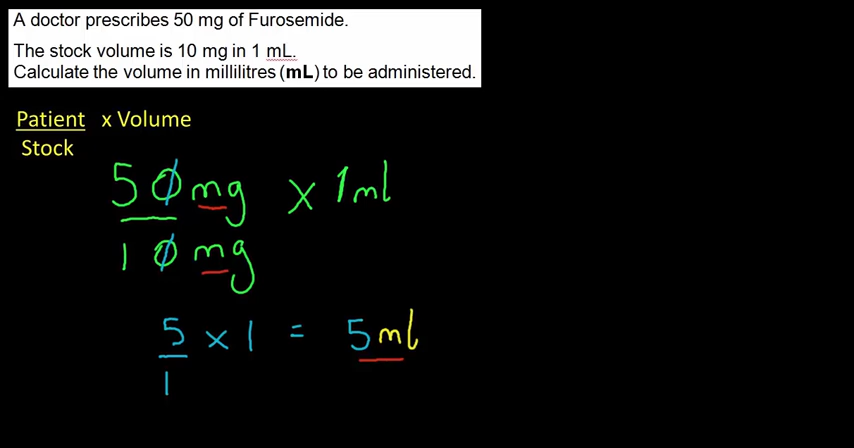 A doctor prescribes 50 mg of Furosemide.
The stock volume is 10 mg in 1 mL.
Calculate the volume in millilitres (mL) to be administered.
Patient x Volume
Stock
50mg x 1ml
10mg
5 x 1 = 5ml
1